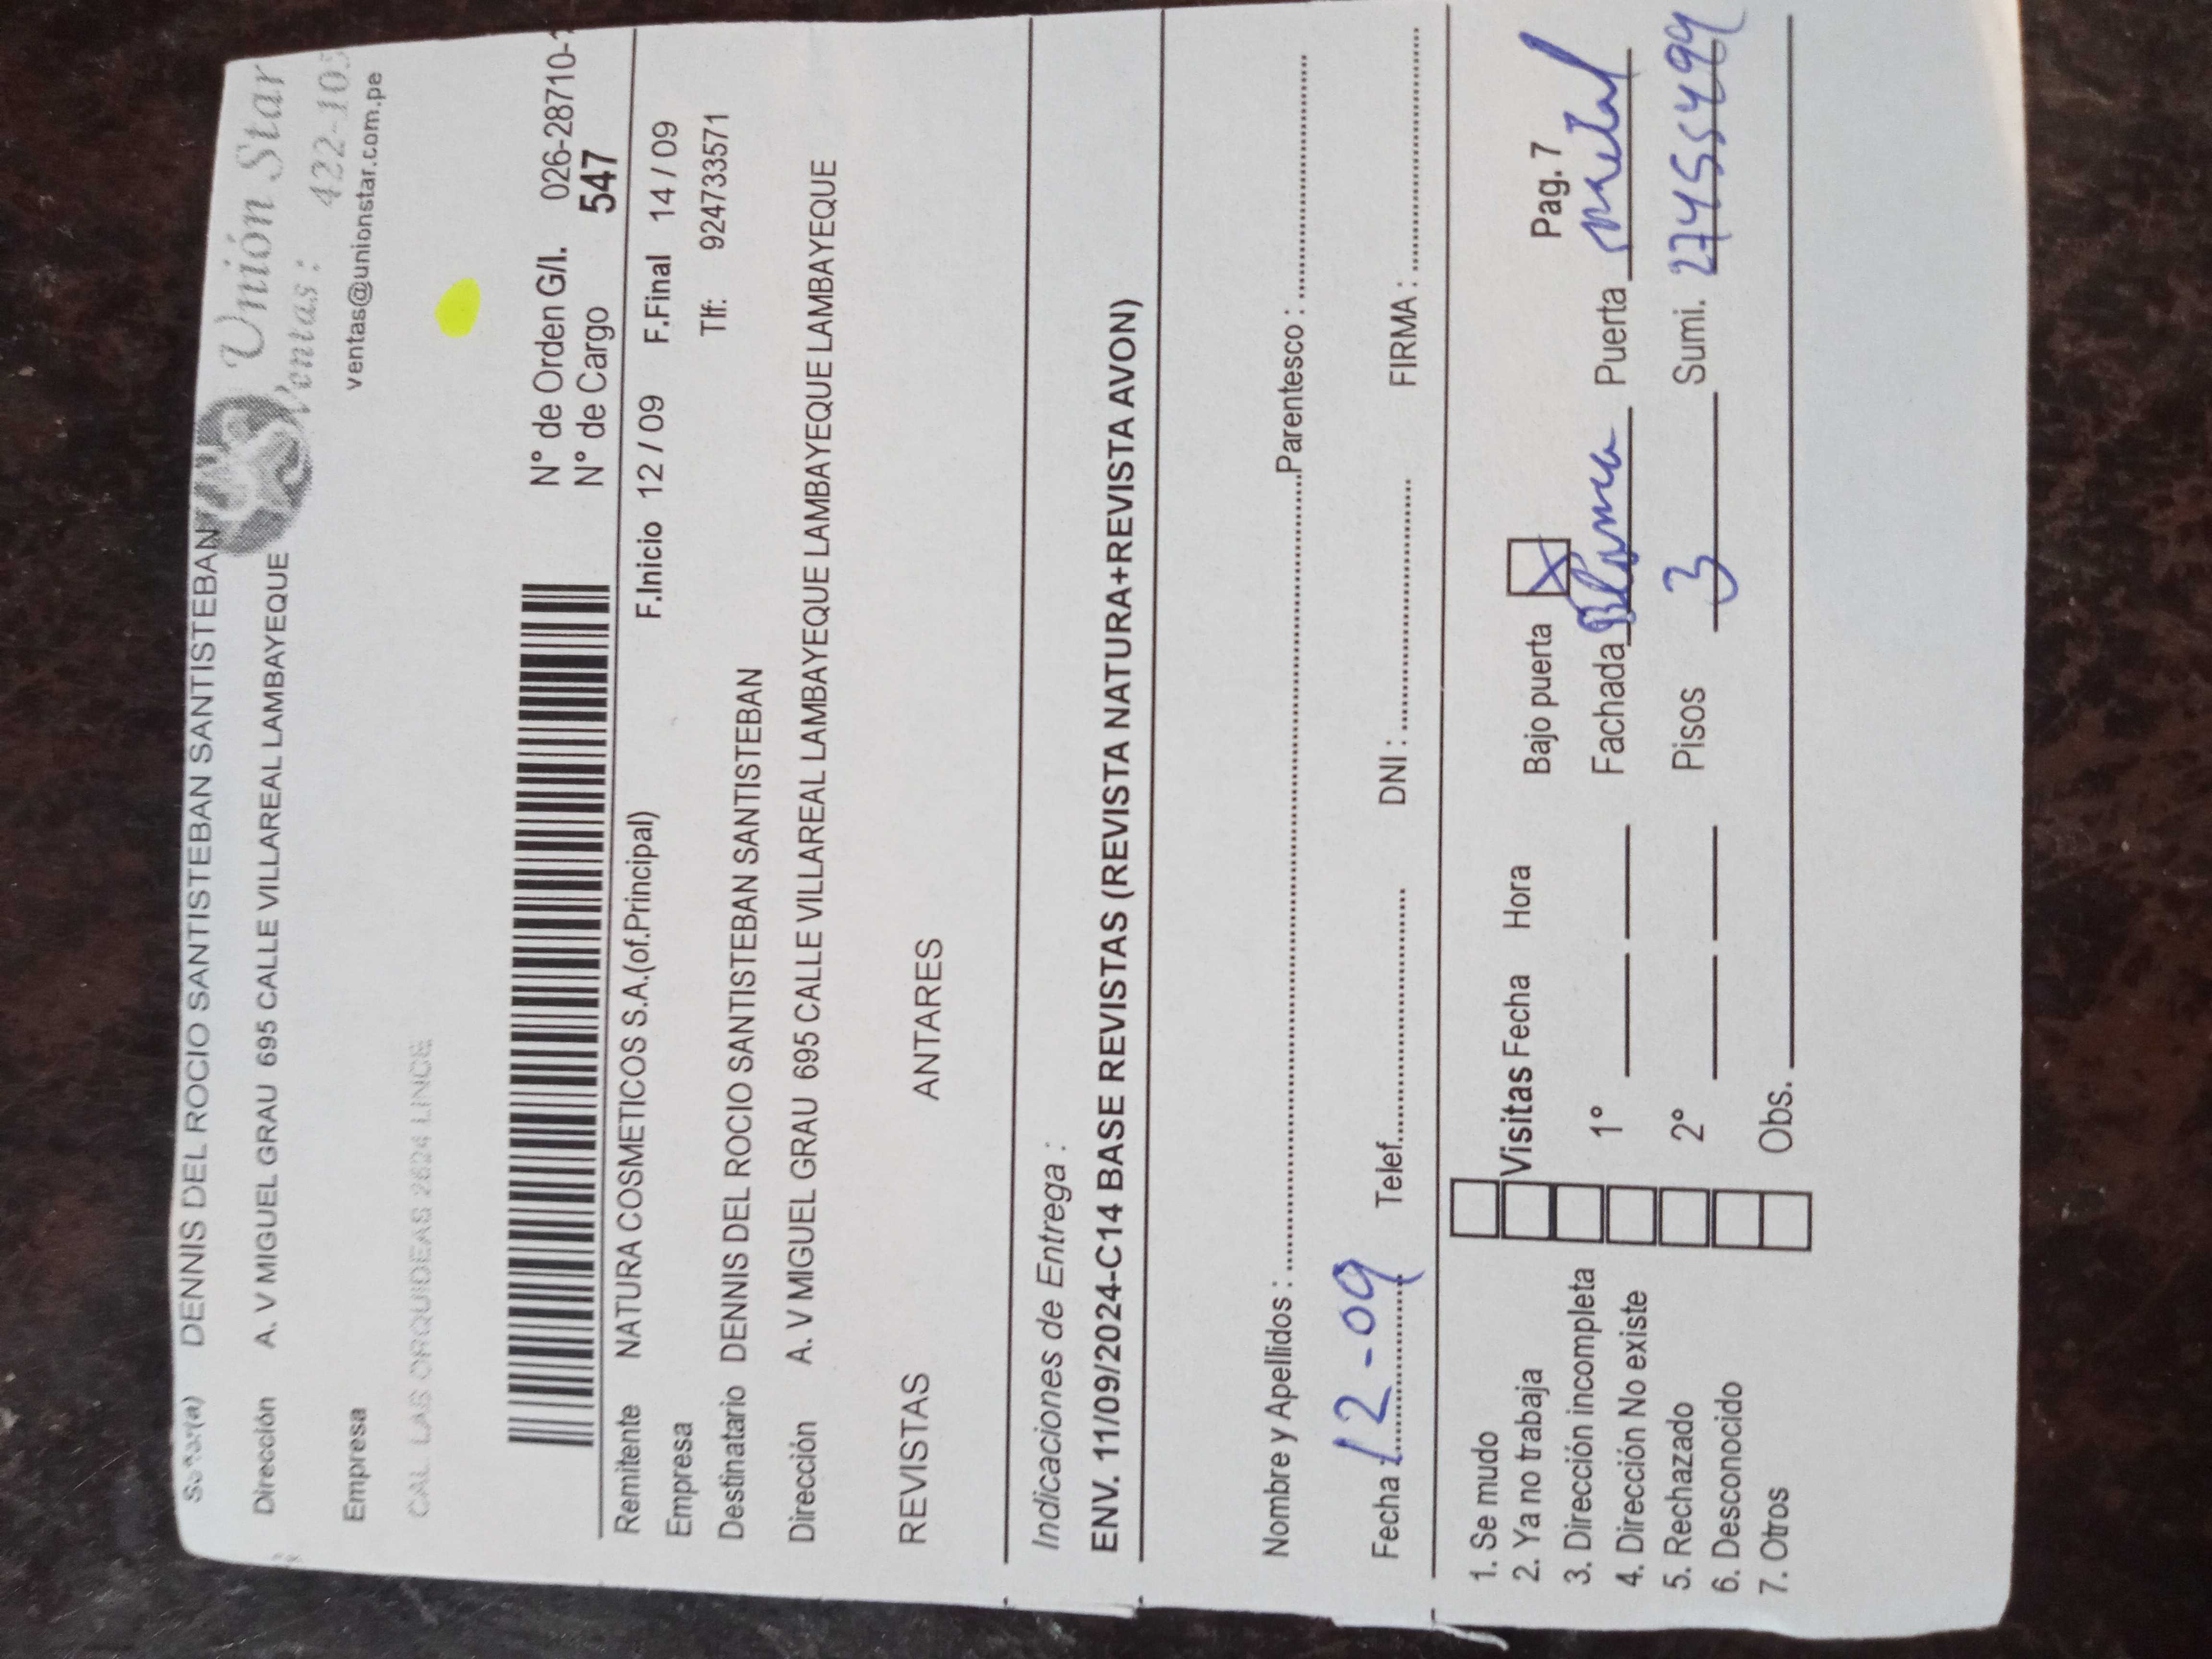 Señor(a) DENNIS DEL ROCIO SANTISTEBAN SANTISTEBAN
Unión Star
Dirección A. V MIGUEL GRAU 695 CALLE VILLAREAL LAMBAYEQUE
Ventas: 422-105
Empresa
ventas@unionstar.com.pe
CAL. LAS ORQUIDEAS 2624 LINCE
N° de Orden G/I. 026-28710-
N° de Cargo 547
Remitente NATURA COSMETICOS S.A.(of.Principal)
F.Inicio 12 / 09 F.Final 14 / 09
Empresa
Tlf: 924733571
Destinatario DENNIS DEL ROCIO SANTISTEBAN SANTISTEBAN
Dirección A. V MIGUEL GRAU 695 CALLE VILLAREAL LAMBAYEQUE LAMBAYEQUE LAMBAYEQUE
REVISTAS ANTARES
Indicaciones de Entrega :
ENV. 11/09/2024-C14 BASE REVISTAS (REVISTA NATURA+REVISTA AVON)
Nombre y Apellidos : Parentesco :
Fecha : 12-09 Telef. DNI : FIRMA :
1. Se mudo
2. Ya no trabaja
3. Dirección incompleta
4. Dirección No existe
5. Rechazado
6. Desconocido
7. Otros
Visitas Fecha Hora Bajo puerta X Pag. 7
1° Fachada Blanca Puerta Metal
2° Pisos 3 Sumi.
Obs.